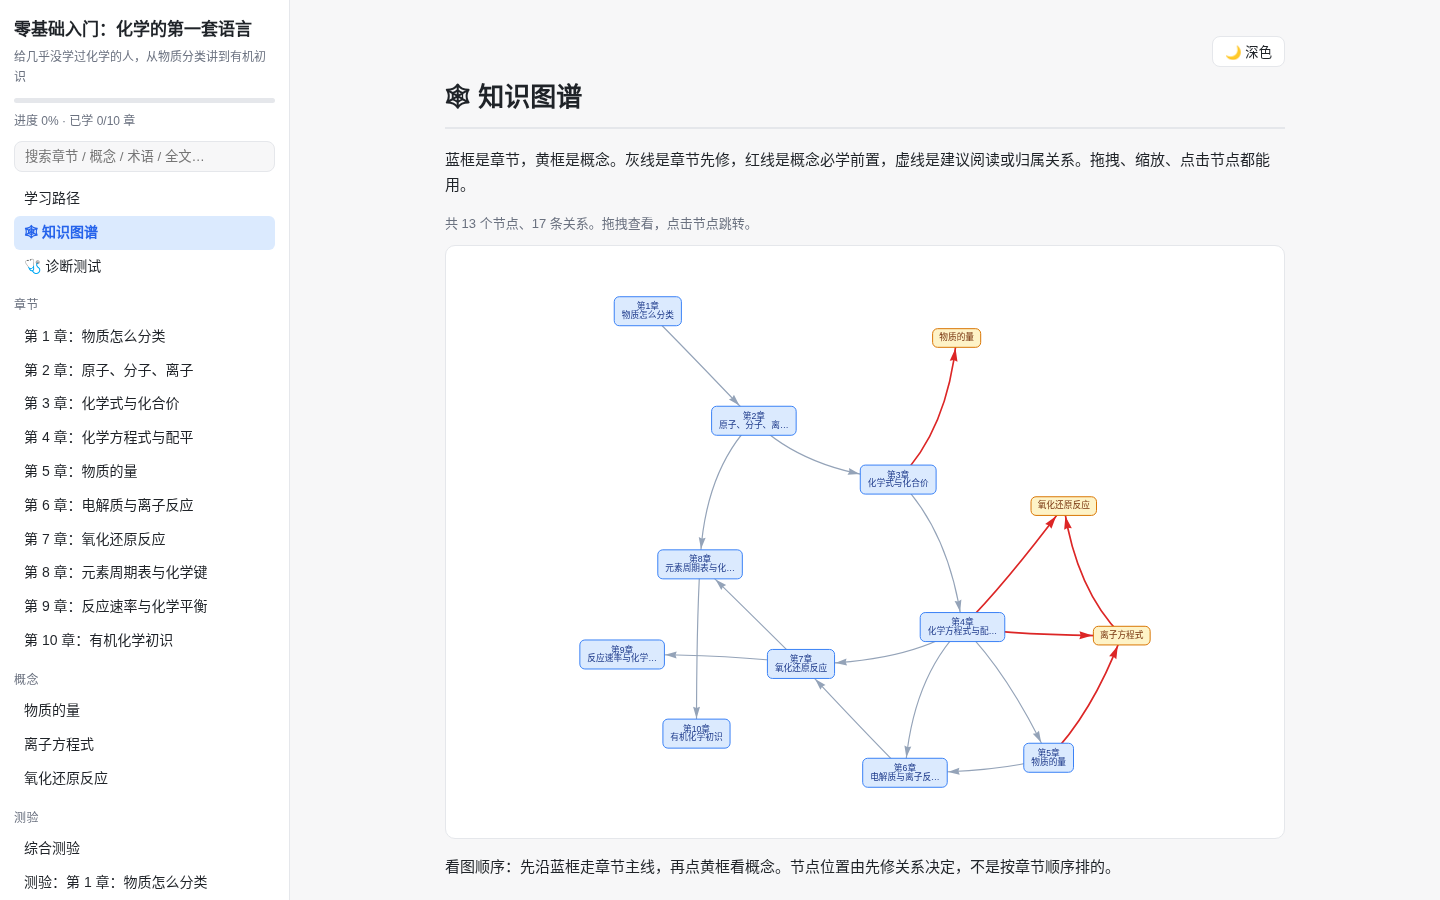 零基础入门：化学的第一套语言
给几乎没学过化学的人，从物质分类讲到有机初
识
进度 0% · 已学 0/10 章
搜索章节 / 概念 / 术语 / 全文…
学习路径
🕸 知识图谱
🩺 诊断测试
章节
第 1 章：物质怎么分类
第 2 章：原子、分子、离子
第 3 章：化学式与化合价
第 4 章：化学方程式与配平
第 5 章：物质的量
第 6 章：电解质与离子反应
第 7 章：氧化还原反应
第 8 章：元素周期表与化学键
第 9 章：反应速率与化学平衡
第 10 章：有机化学初识
概念
物质的量
离子方程式
氧化还原反应
测验
综合测验
测验：第 1 章：物质怎么分类
🌙 深色
🕸 知识图谱
蓝框是章节，黄框是概念。灰线是章节先修，红线是概念必学前置，虚线是建议阅读或归属关系。拖拽、缩放、点击节点都能
用。
共 13 个节点、17 条关系。拖拽查看，点击节点跳转。
第1章
物质怎么分类
物质的量
第2章
原子、分子、离…
第3章
化学式与化合价
氧化还原反应
第8章
元素周期表与化…
第4章
化学方程式与配…
离子方程式
第9章
反应速率与化学…
第7章
氧化还原反应
第10章
有机化学初识
第5章
物质的量
第6章
电解质与离子反…
看图顺序：先沿蓝框走章节主线，再点黄框看概念。节点位置由先修关系决定，不是按章节顺序排的。